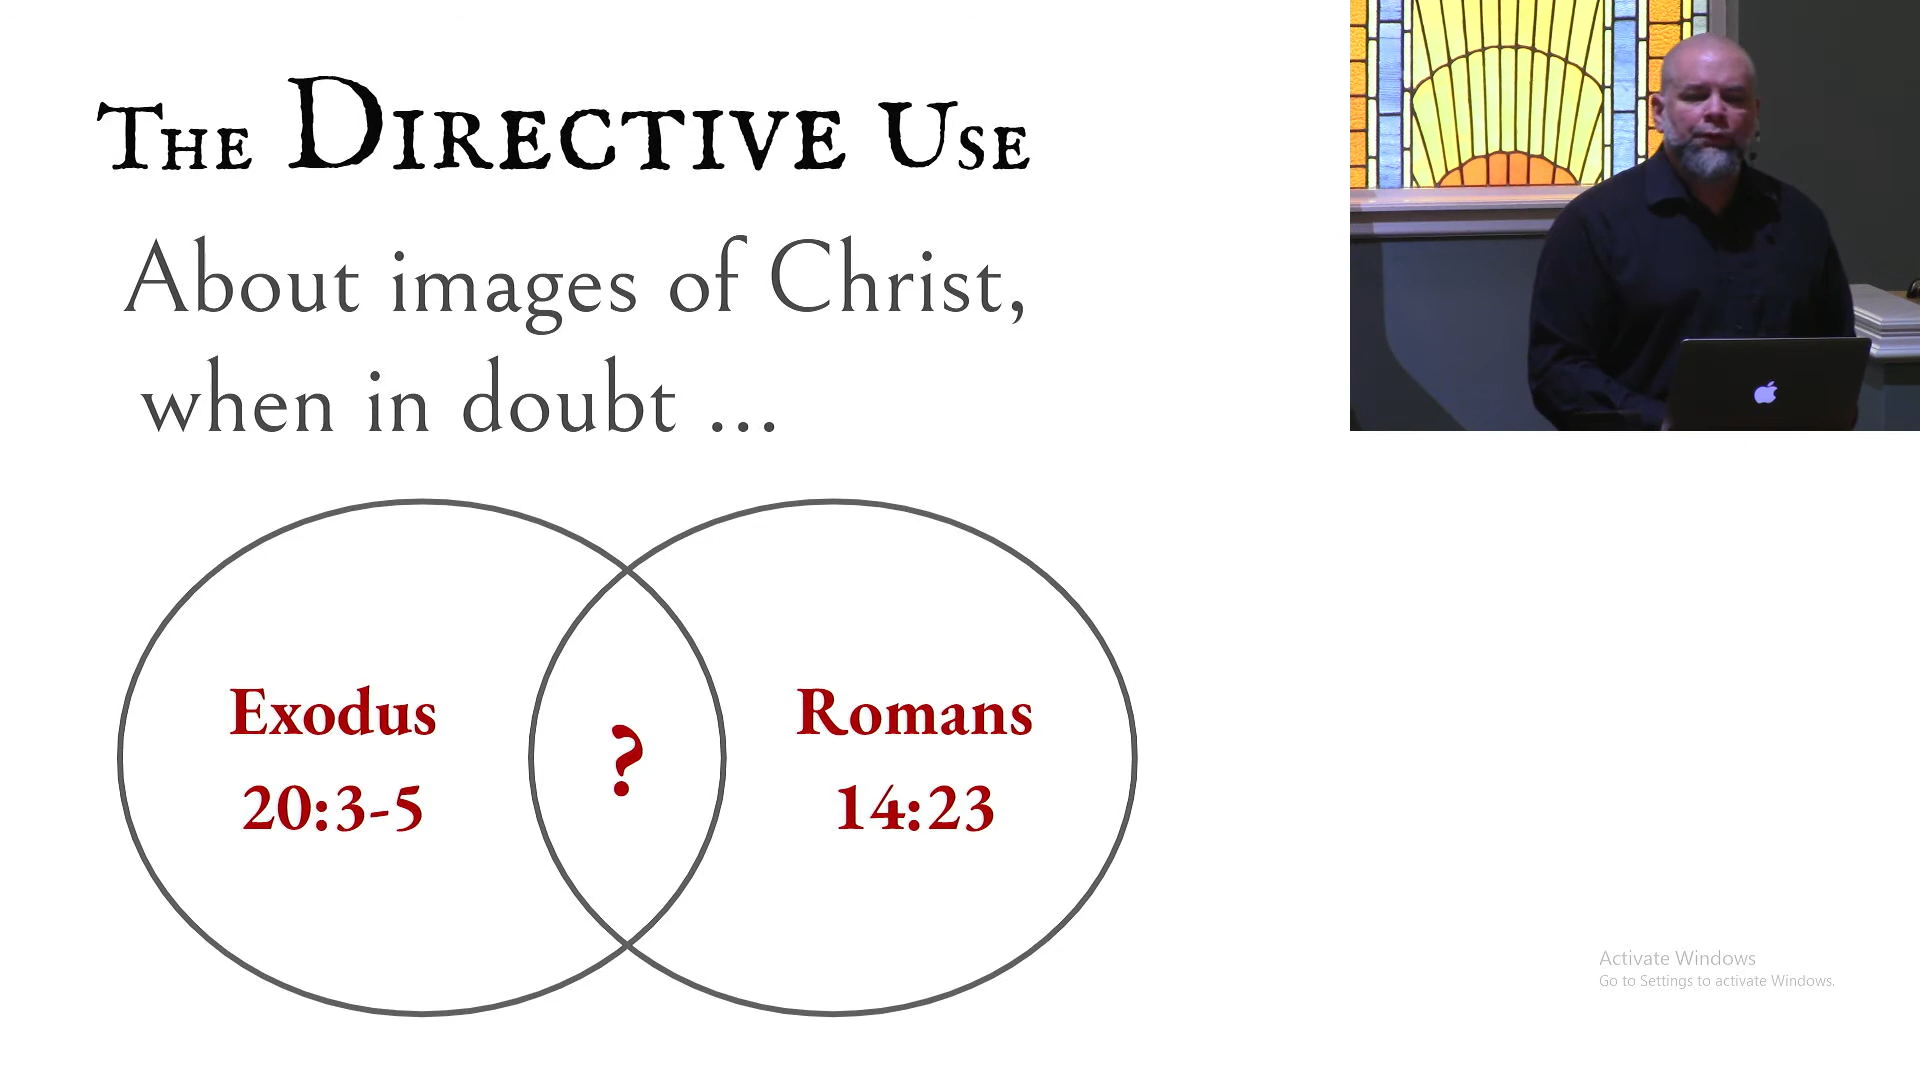 The Directive Use
About images of Christ,
when in doubt ...
Exodus
20:3-5
?
Romans
14:23
Activate Windows
Go to Settings to activate Windows.